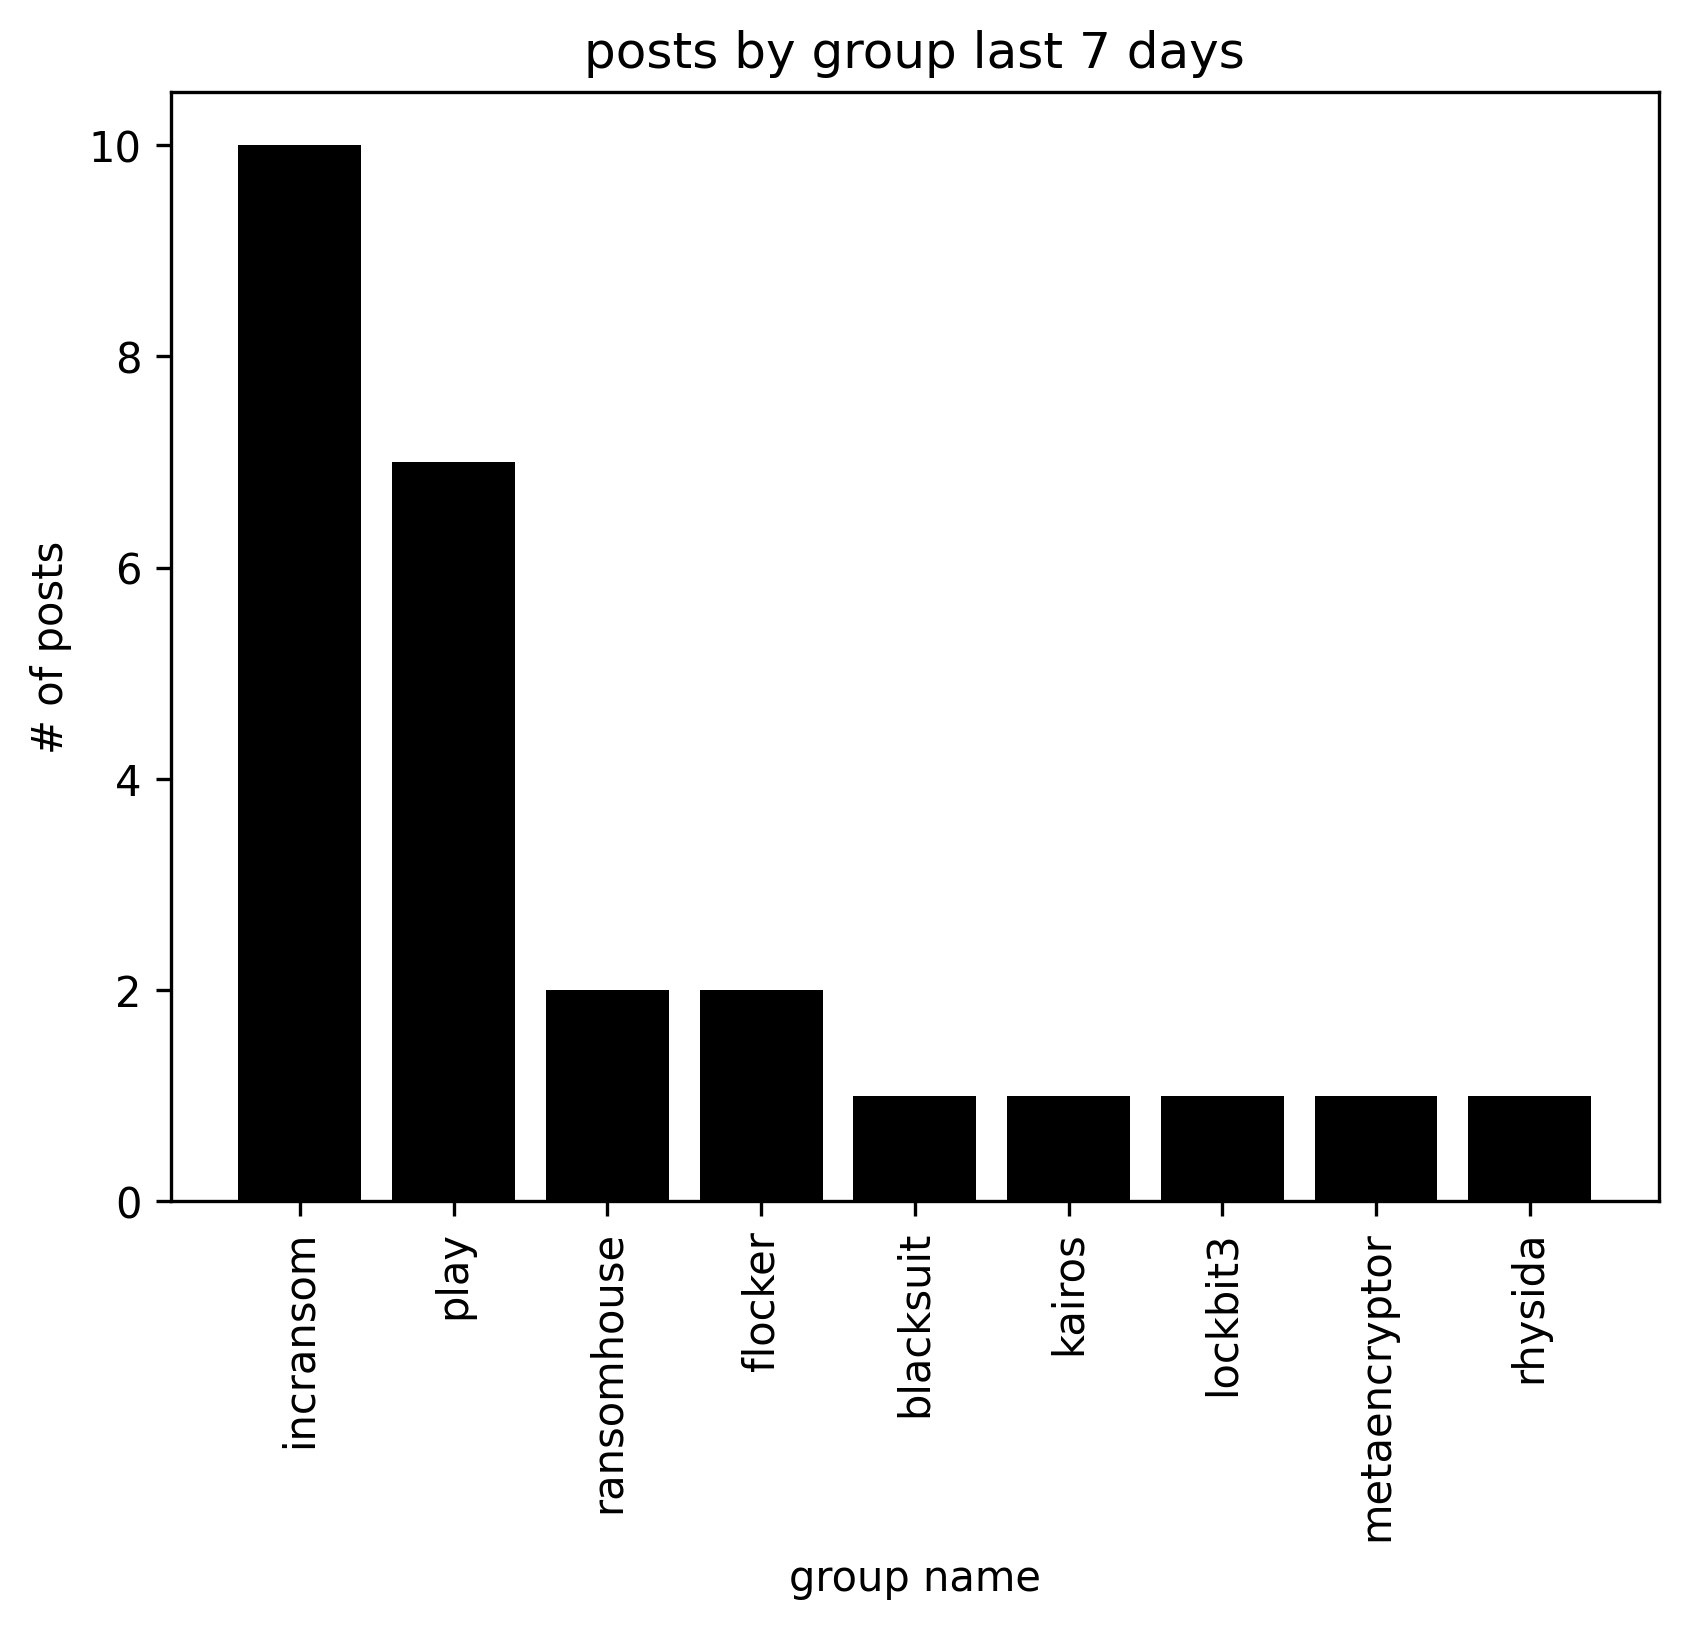 posts by group last 7 days
10
8
6
4
2
0
# of posts
incransom
play
ransomhouse
flocker
blacksuit
kairos
lockbit3
metaencryptor
rhysida
group name